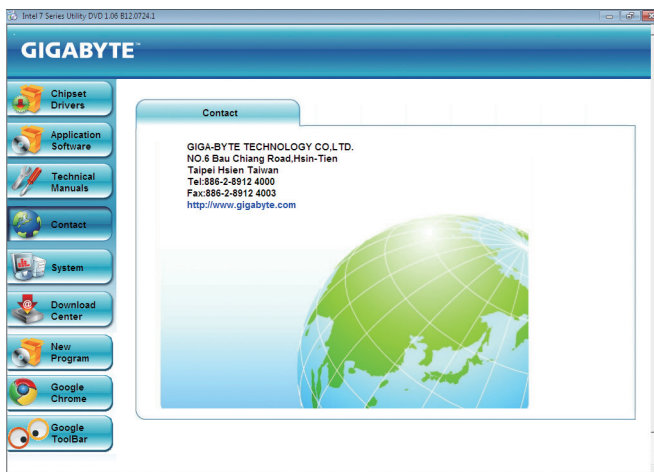 Intel 7 Series Utility DVD 1.06 B12.0724.1
GIGABYTE™
Chipset
Drivers
Application
Software
Technical
Manuals
Contact
System
Download
Center
New
Program
Google
Chrome
Google
ToolBar
Contact
GIGA-BYTE TECHNOLOGY CO,LTD.
NO.6 Bau Chiang Road,Hsin-Tien
Taipei Hsien Taiwan
Tel:886-2-8912 4000
Fax:886-2-8912 4003
http://www.gigabyte.com